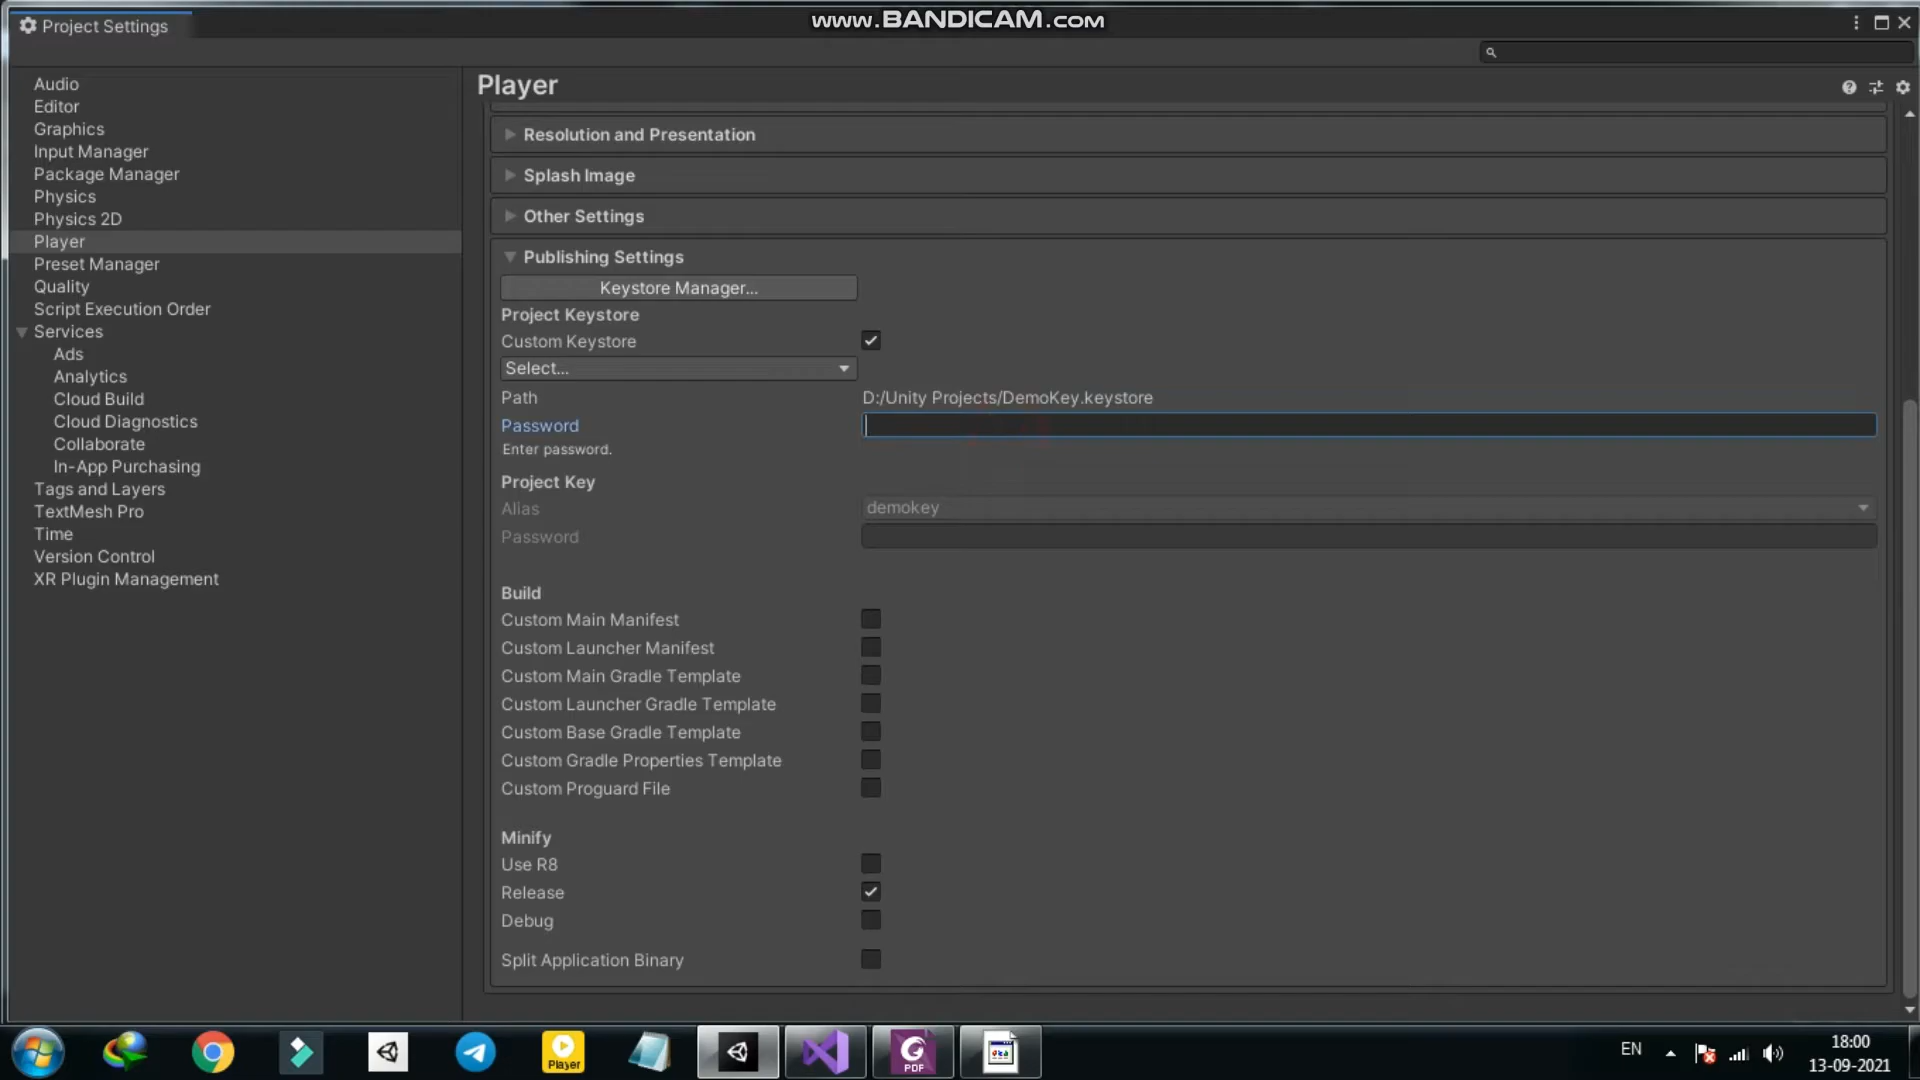 www.BANDICAM.com
Project Settings
Audio
Editor
Graphics
Input Manager
Package Manager
Physics
Physics 2D
Player
Preset Manager
Quality
Script Execution Order
Services
Ads
Analytics
Cloud Build
Cloud Diagnostics
Collaborate
In-App Purchasing
Tags and Layers
TextMesh Pro
Time
Version Control
XR Plugin Management
Player
Resolution and Presentation
Splash Image
Other Settings
Publishing Settings
Keystore Manager...
Project Keystore
Custom Keystore
Select...
Path D:/Unity Projects/DemoKey.keystore
Password
Enter password.
Project Key
Alias demokey
Password
Build
Custom Main Manifest
Custom Launcher Manifest
Custom Main Gradle Template
Custom Launcher Gradle Template
Custom Base Gradle Template
Custom Gradle Properties Template
Custom Proguard File
Minify
Use R8
Release
Debug
Split Application Binary
Player
PDF
EN
18:00
13-09-2021